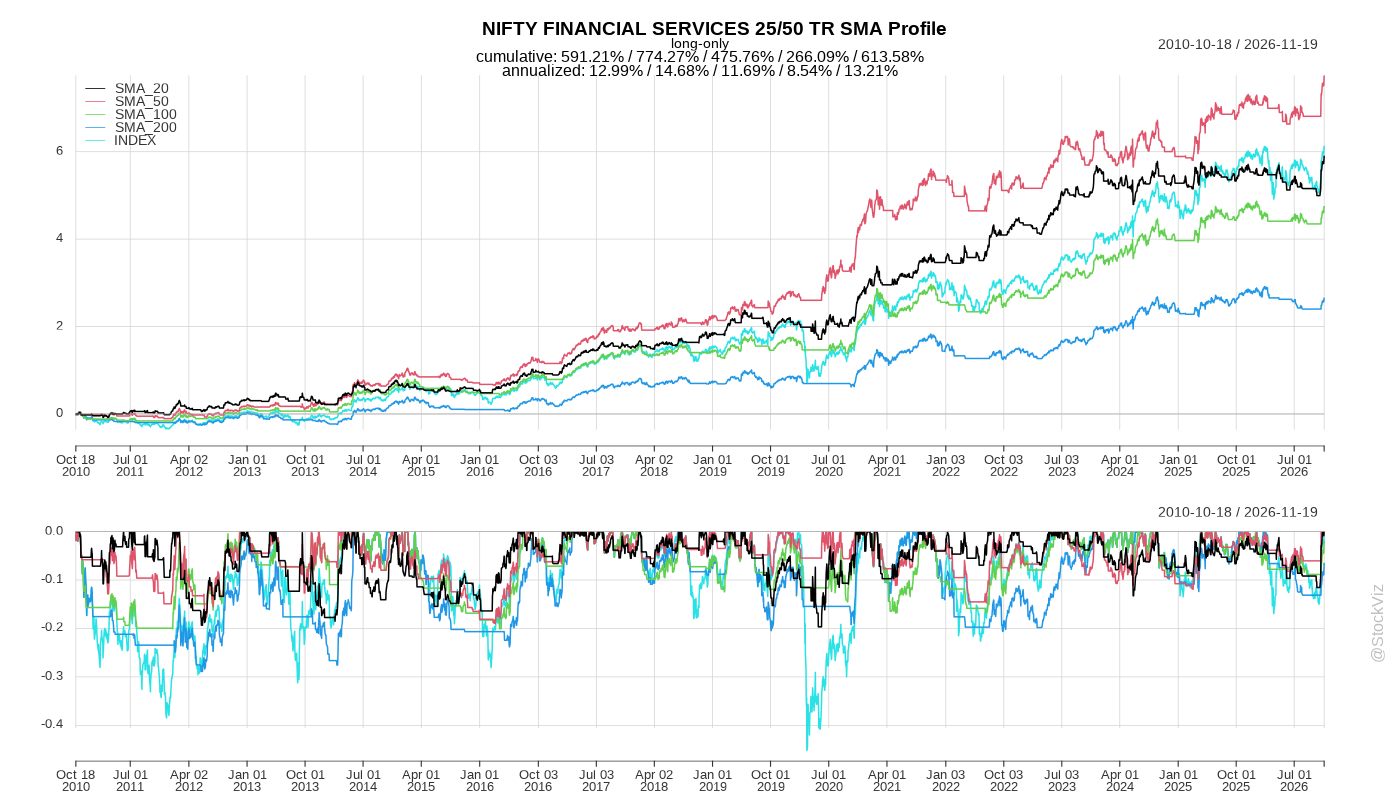 NIFTY FINANCIAL SERVICES 25/50 TR SMA Profile
long-only
2010-10-18 / 2026-11-19
cumulative: 591.21% / 774.27% / 475.76% / 266.09% / 613.58%
annualized: 12.99% / 14.68% / 11.69% / 8.54% / 13.21%
SMA_20
SMA_50
SMA_100
SMA_200
INDEX
6
4
2
0
Oct 18 Jul 01 Apr 02 Jan 01 Oct 01 Jul 01 Apr 01 Jan 01 Oct 03 Jul 03 Apr 02 Jan 01 Oct 01 Jul 01 Apr 01 Jan 03 Oct 03 Jul 03 Apr 01 Jan 01 Oct 01 Jul 01
2010 2011 2012 2013 2013 2014 2015 2016 2016 2017 2018 2019 2019 2020 2021 2022 2022 2023 2024 2025 2025 2026
2010-10-18 / 2026-11-19
0.0
-0.1
-0.2
-0.3
-0.4
Oct 18 Jul 01 Apr 02 Jan 01 Oct 01 Jul 01 Apr 01 Jan 01 Oct 03 Jul 03 Apr 02 Jan 01 Oct 01 Jul 01 Apr 01 Jan 03 Oct 03 Jul 03 Apr 01 Jan 01 Oct 01 Jul 01
2010 2011 2012 2013 2013 2014 2015 2016 2016 2017 2018 2019 2019 2020 2021 2022 2022 2023 2024 2025 2025 2026
@StockViz